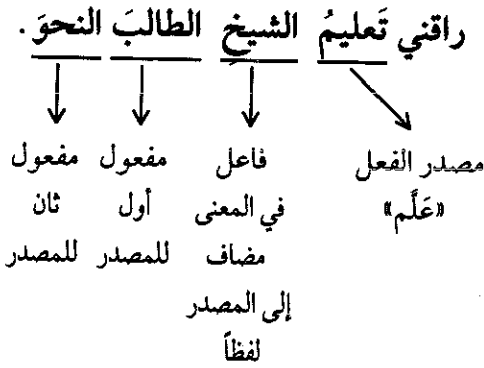 راقني تَعليمُ الشيخِ الطالبَ النحوَ .
مصدر الفعل
«عَلَّم»
فاعل
في المعنى
مضاف
إلى المصدر
لفظاً
مفعول
أول
للمصدر
مفعول
ثان
للمصدر